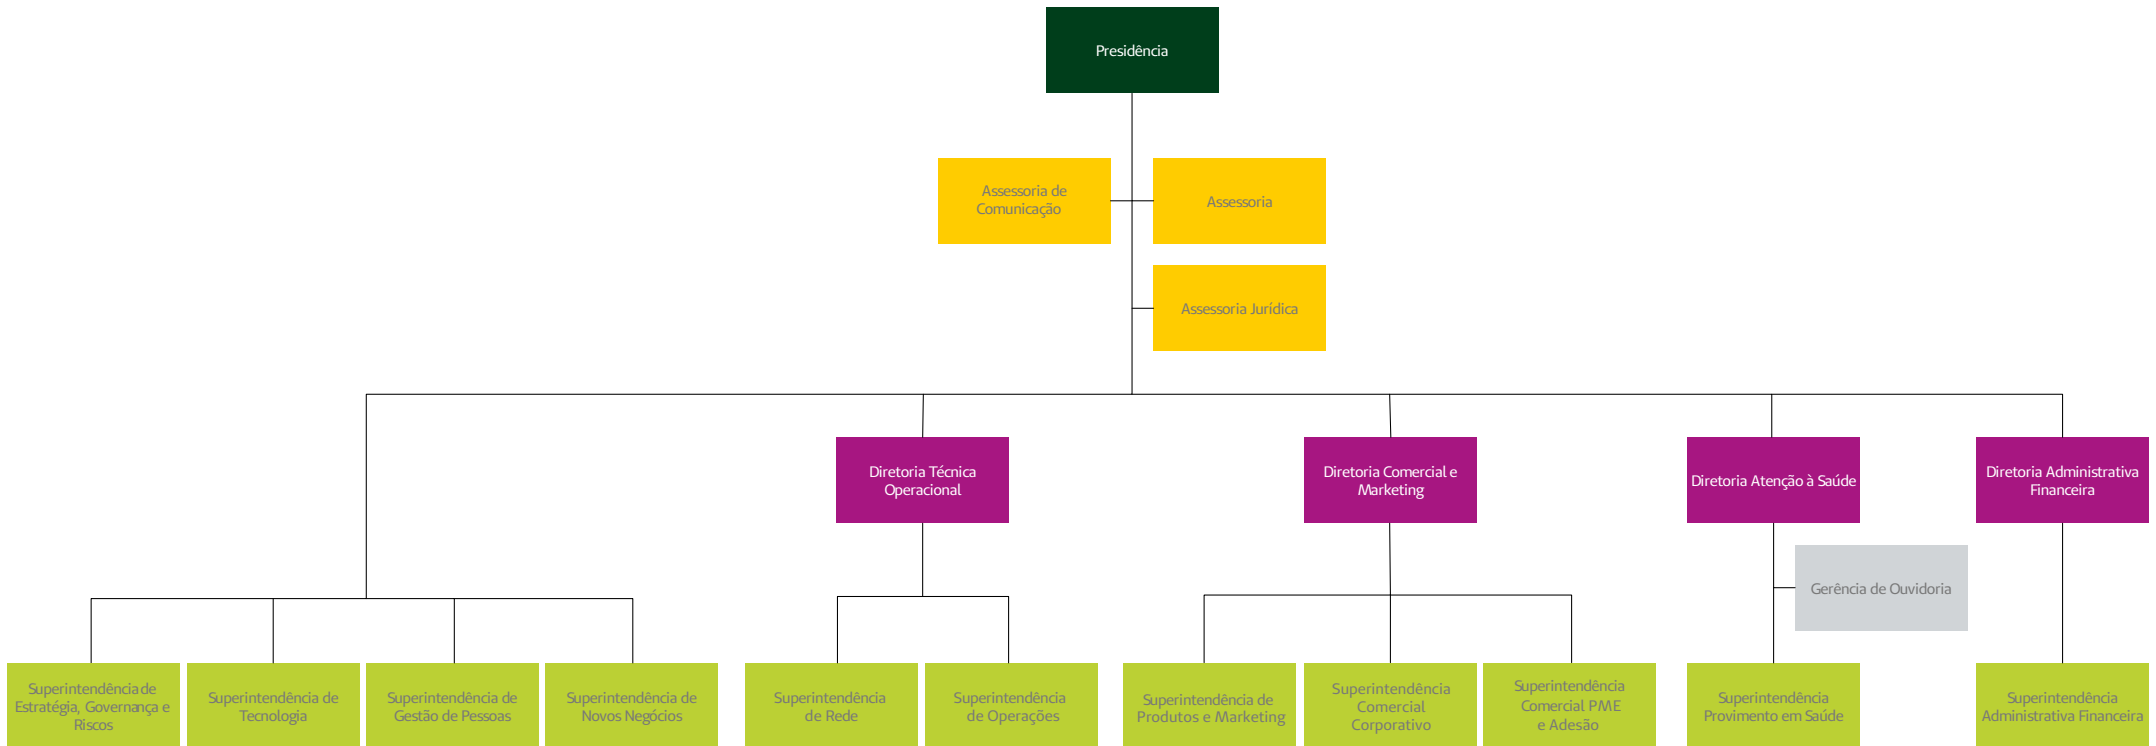 Presidência
Assessoria de
Comunicação
Assessoria
Assessoria Jurídica
Diretoria Técnica
Operacional
Diretoria Comercial e
Marketing
Diretoria Atenção à Saúde
Diretoria Administrativa
Financeira
Gerência de Ouvidoria
Superintendência de
Estratégia, Governança e
Riscos
Superintendência de
Tecnologia
Superintendência de
Gestão de Pessoas
Superintendência de
Novos Negócios
Superintendência
de Rede
Superintendência
de Operações
Superintendência de
Produtos e Marketing
Superintendência
Comercial
Corporativo
Superintendência
Comercial PME
e Adesão
Superintendência
Provimento em Saúde
Superintendência
Administrativa Financeira